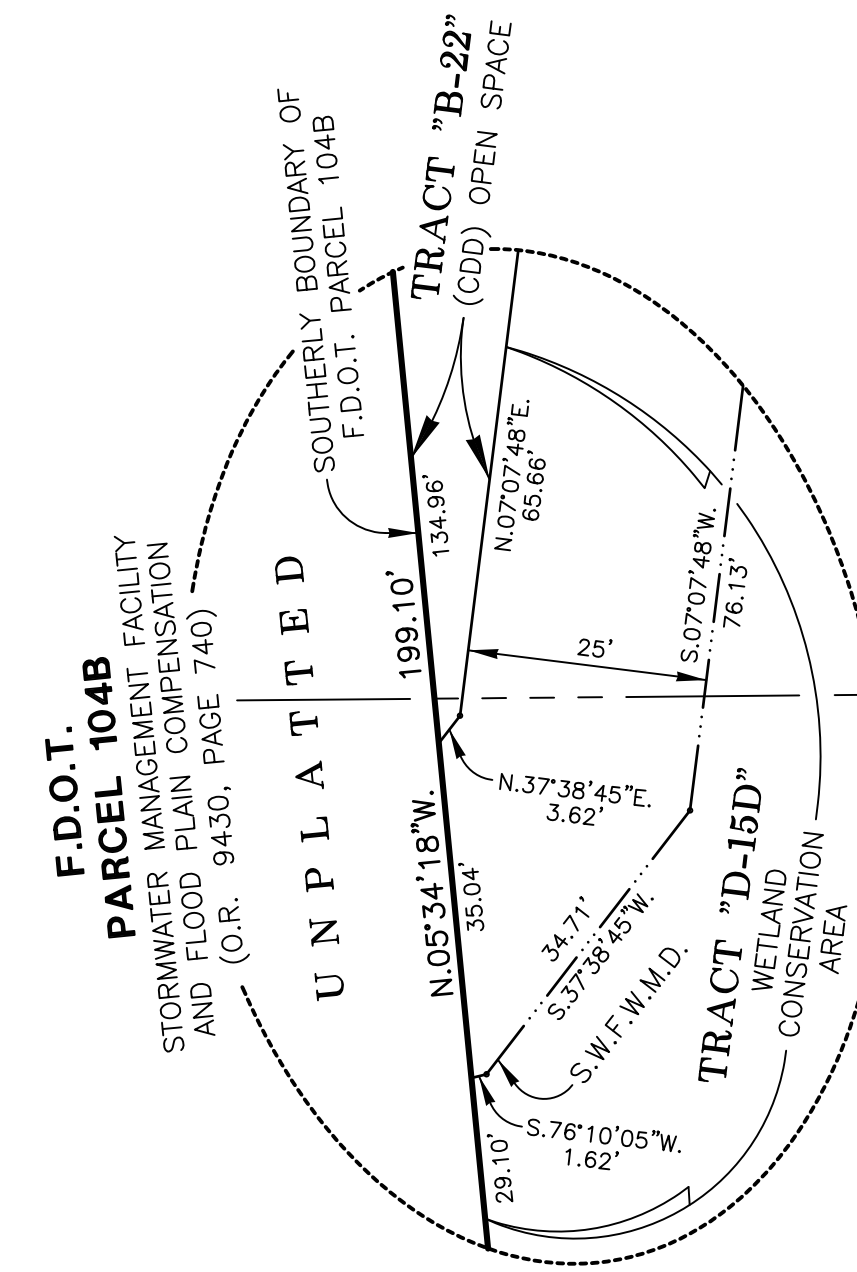 F.D.O.T.
PARCEL 104B
STORMWATER MANAGEMENT FACILITY
AND FLOOD PLAIN COMPENSATION
(O.R. 9430, PAGE 740)
UNPLATTED
SOUTHERLY BOUNDARY OF
F.D.O.T. PARCEL 104B
TRACT "B-22"
(CDD) OPEN SPACE
N.05°34'18"W.
199.10'
29.10'
35.04'
134.96'
N.07°07'48"E.
65.66'
25'
S.07°07'48"W.
76.13'
N.37°38'45"E.
3.62'
34.71'
S.37°38'45"W.
S.W.F.W.M.D.
S.76°10'05"W.
1.62'
TRACT "D-15D"
WETLAND
CONSERVATION
AREA